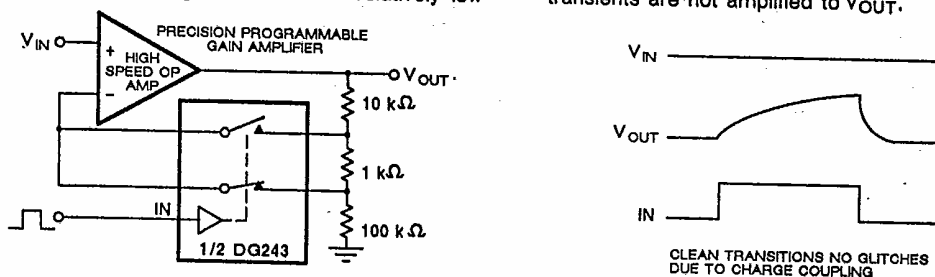 transients are not amplified to VOUT.
PRECISION PROGRAMMABLE
GAIN AMPLIFIER
VIN
+
HIGH
SPEED OP
AMP
−
VOUT.
10 kΩ
1 kΩ
100 kΩ
IN
1/2 DG243
VIN
VOUT
IN
CLEAN TRANSITIONS NO GLITCHES
DUE TO CHARGE COUPLING